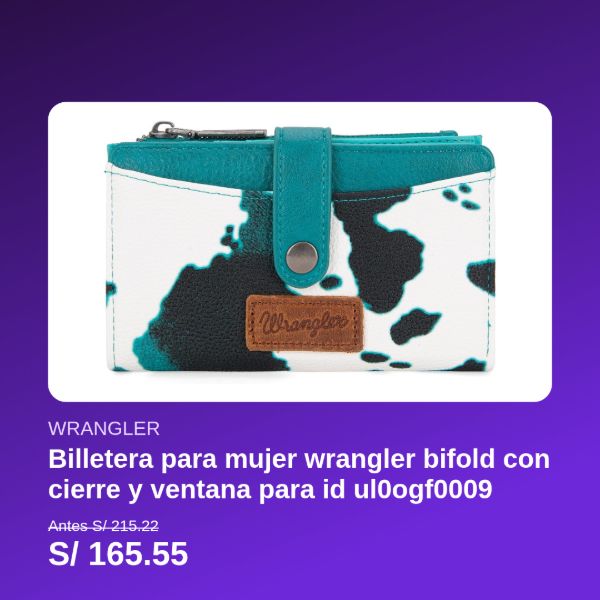 Wrangler
WRANGLER
Billetera para mujer wrangler bifold con
cierre y ventana para id ul0ogf0009
Antes S/ 215.22
S/ 165.55